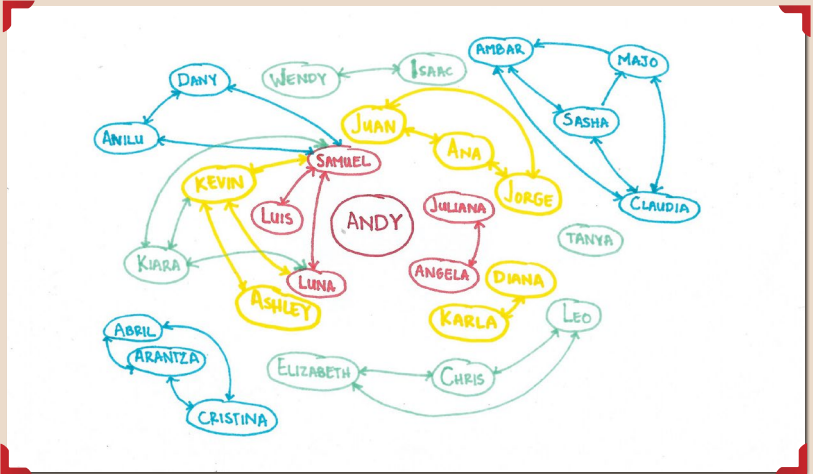 AMBAR
MAJO
DANY
WENDY
ISAAC
SASHA
JUAN
ANILU
ANA
SAMUEL
KEVIN
JORGE
CLAUDIA
LUIS
ANDY
JULIANA
TANYA
KIARA
ANGELA
DIANA
LUNA
ASHLEY
KARLA
LEO
ABRIL
ARANTZA
ELIZABETH
CHRIS
CRISTINA